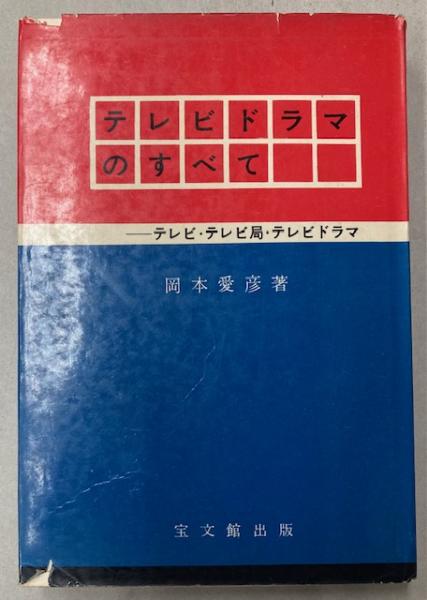 テレビドラマ
のすべて
──テレビ・テレビ局・テレビドラマ
岡本愛彦著
宝文館出版